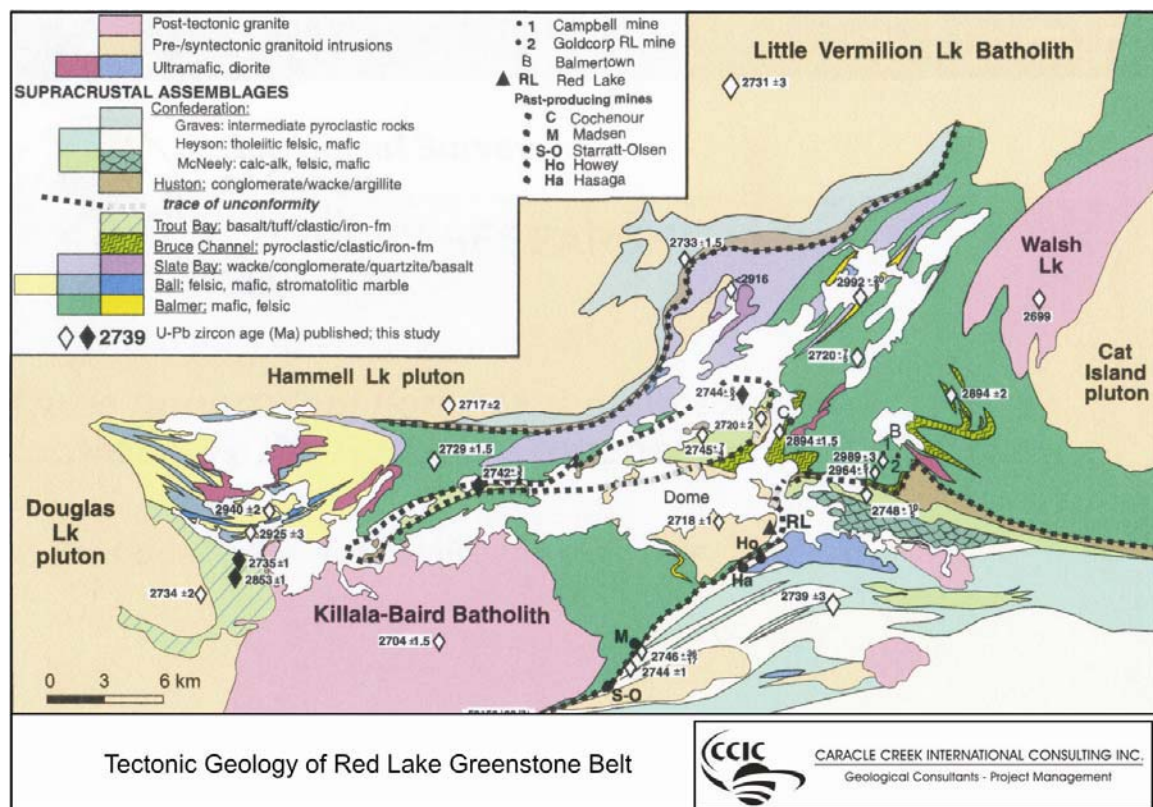 Post-tectonic granite
Pre-/syntectonic granitoid intrusions
Ultramafic, diorite
SUPRACRUSTAL ASSEMBLAGES
Confederation:
Graves: intermediate pyroclastic rocks
Heyson: tholeiitic felsic, mafic
McNeely: calc-alk, felsic, mafic
Huston: conglomerate/wacke/argillite
trace of unconformity
Trout Bay: basalt/tuff/clastic/iron-fm
Bruce Channel: pyroclastic/clastic/iron-fm
Slate Bay: wacke/conglomerate/quartzite/basalt
Ball: felsic, mafic, stromatolitic marble
Balmer: mafic, felsic
2739 U-Pb zircon age (Ma) published; this study
1 Campbell mine
2 Goldcorp RL mine
B Balmertown
RL Red Lake
Past-producing mines
C Cochenour
M Madsen
S-O Starratt-Olsen
Ho Howey
Ha Hasaga
Little Vermilion Lk Batholith
2731 ±3
2733 ±1.5
<2916
2992
Walsh
Lk
2699
2720
Cat
Island
pluton
Hammell Lk pluton
2717 ±2
2744
2894 ±2
2720 ±2
C
2729 ±1.5
2745
2894 ±1.5
B
1
2989 ±3
2
2964
2742
Dome
2748
2940 ±2
Douglas
Lk
pluton
2925 ±3
2718 ±1
RL
Ho
2735 ±1
2853 ±1
Ha
2734 ±2
2739 ±3
Killala-Baird Batholith
2704 ±1.5
M
2746
2744 ±1
S-O
0 3 6 km
Tectonic Geology of Red Lake Greenstone Belt
CCIC
CARACLE CREEK INTERNATIONAL CONSULTING INC.
Geological Consultants - Project Management